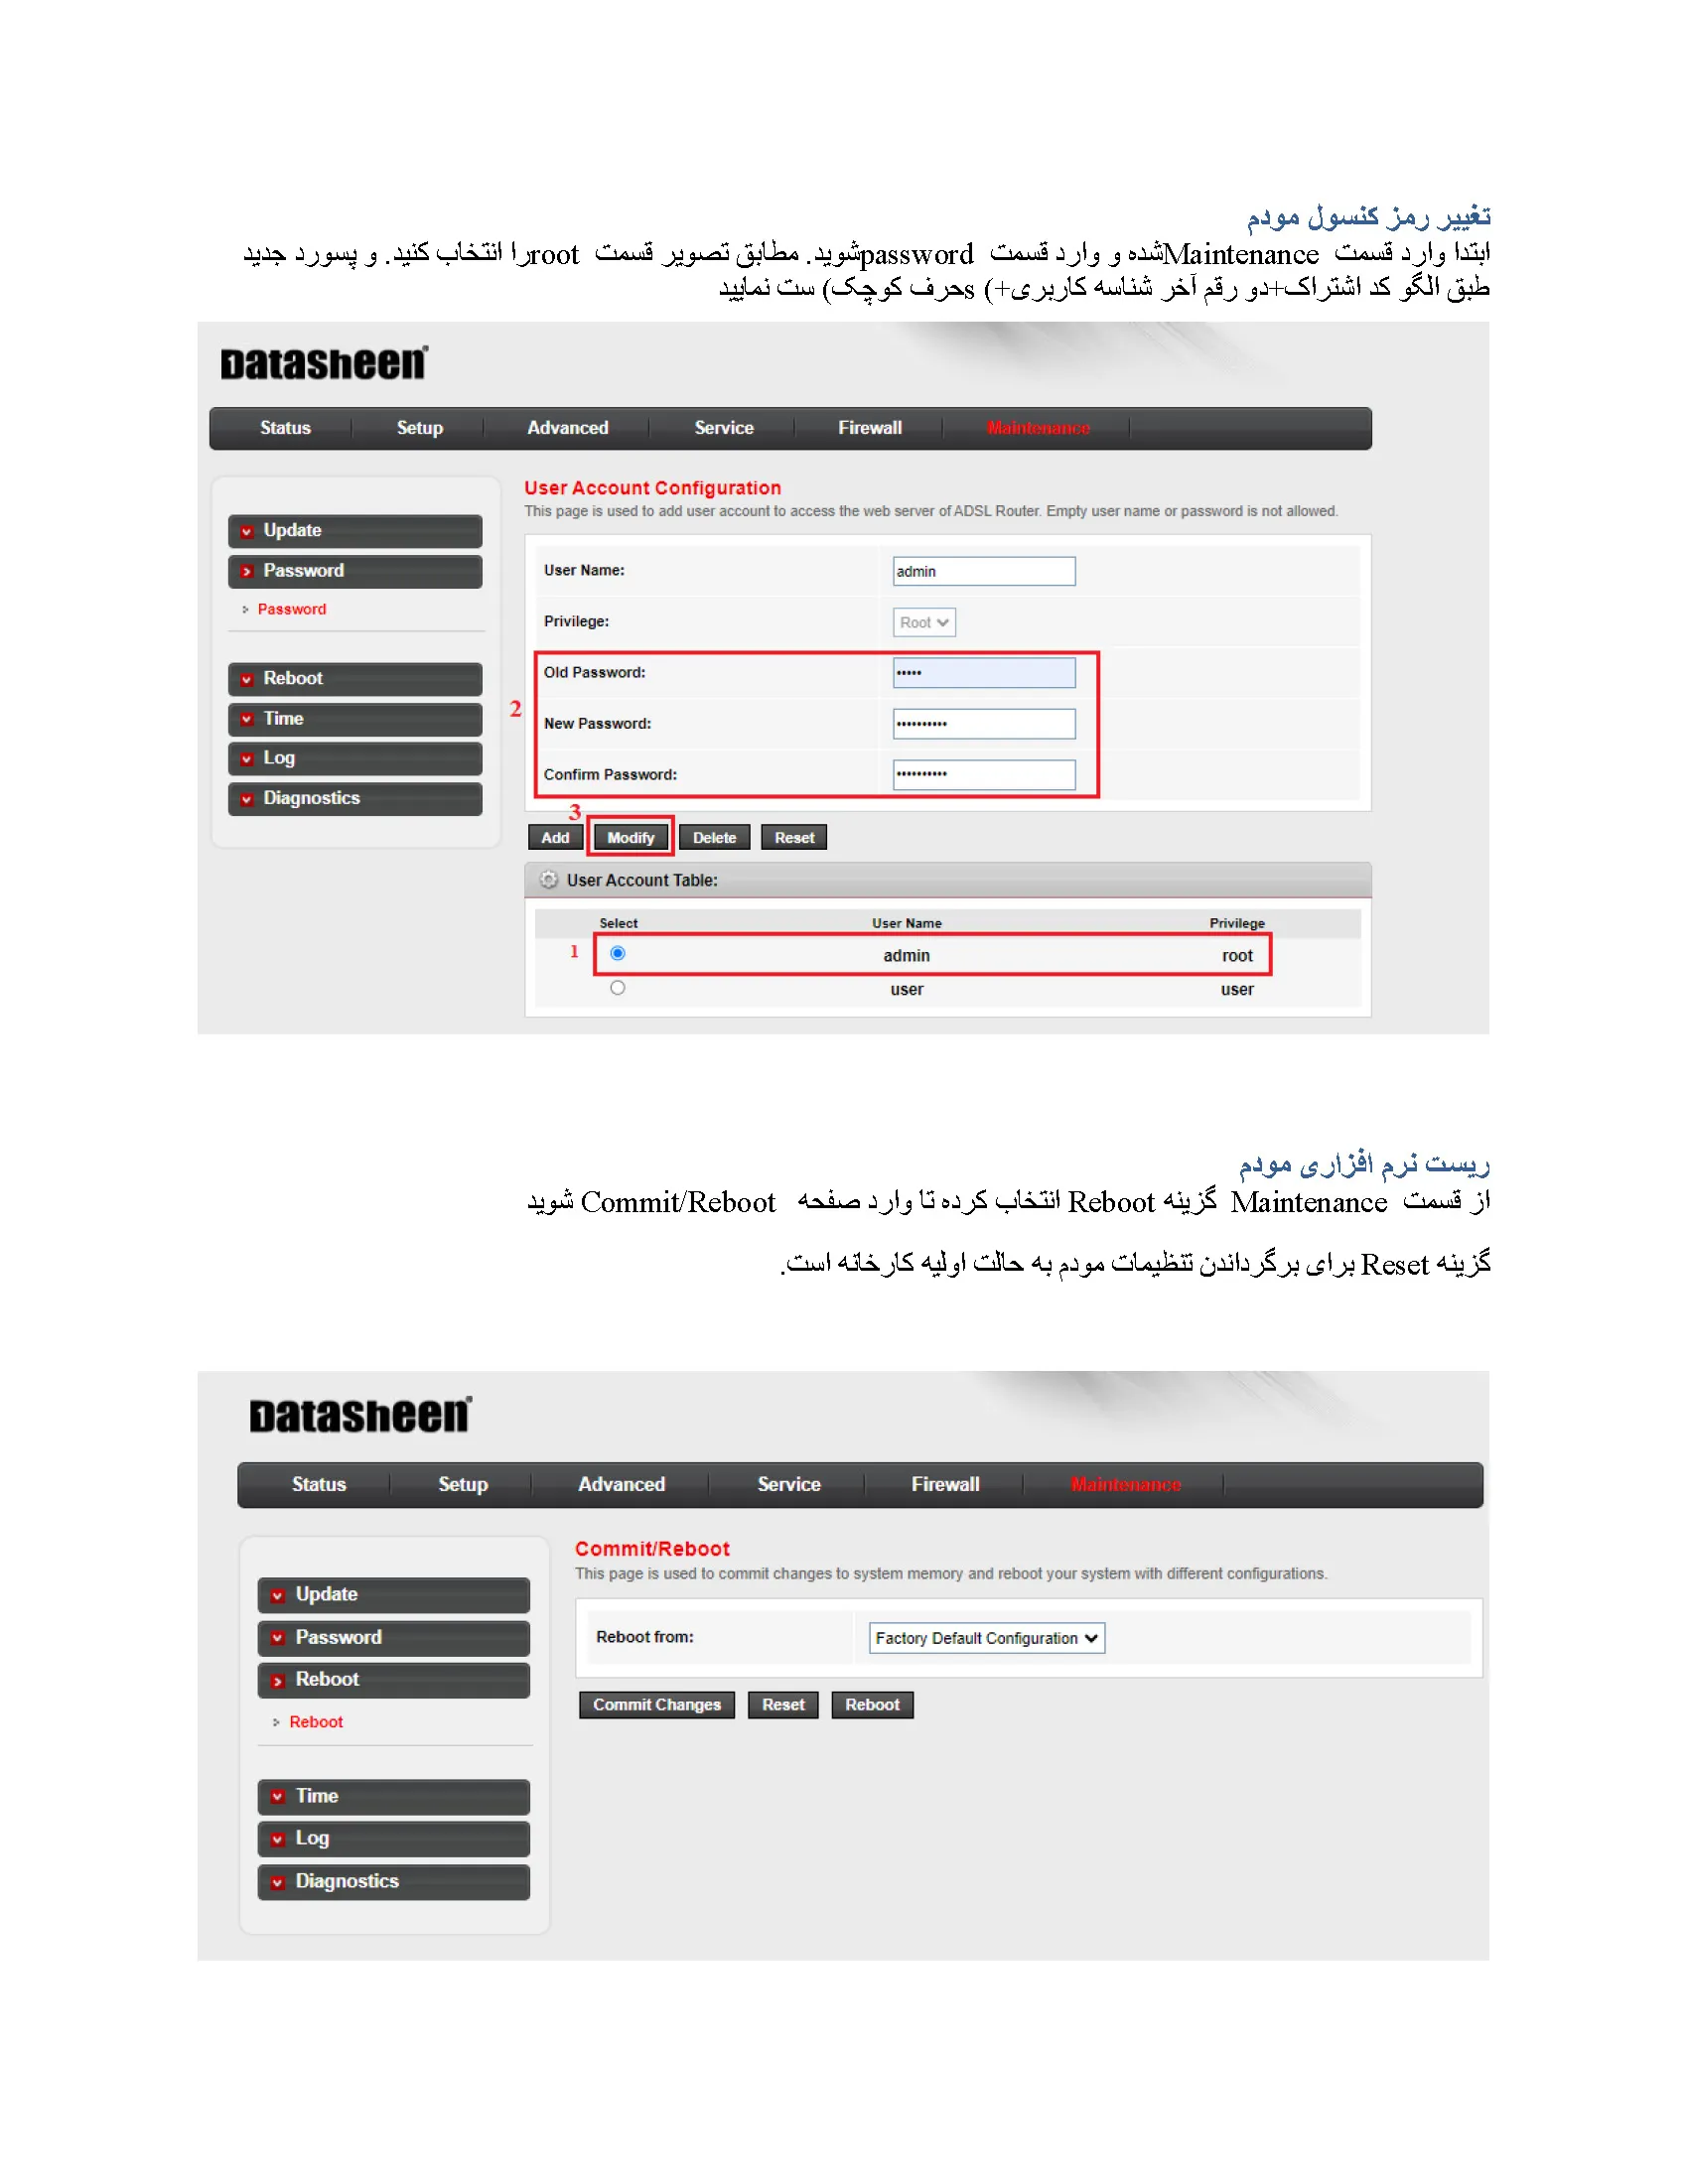 تغییر رمز کنسول مودم
ابتدا وارد قسمت Maintenanceشده و وارد قسمت passwordشوید. مطابق تصویر قسمت rootرا انتخاب کنید. و پسورد جدید
طبق الگو کد اشتراک+دو رقم آخر شناسه کاربری+( sحرف کوچک) ست نمایید
Datasheen
Status Setup Advanced Service Firewall Maintenance
User Account Configuration
This page is used to add user account to access the web server of ADSL Router. Empty user name or password is not allowed.
Update
Password
Password
Reboot
Time
Log
Diagnostics
User Name: admin
Privilege: Root
Old Password: •••••
2
New Password: ••••••••••
Confirm Password: ••••••••••
3
Add Modify Delete Reset
User Account Table:
Select User Name Privilege
1 admin root
user user
ریست نرم افزاری مودم
از قسمت Maintenance گزینه Reboot انتخاب کرده تا وارد صفحه Commit/Reboot شوید
گزینه Reset برای برگرداندن تنظیمات مودم به حالت اولیه کارخانه است.
Datasheen
Status Setup Advanced Service Firewall Maintenance
Commit/Reboot
This page is used to commit changes to system memory and reboot your system with different configurations.
Update
Password
Reboot
Reboot
Time
Log
Diagnostics
Reboot from: Factory Default Configuration
Commit Changes Reset Reboot